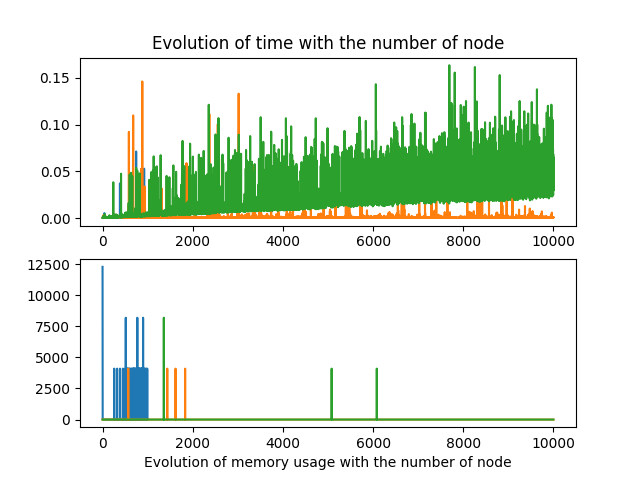 Evolution of time with the number of node
0.15
0.10
0.05
0.00
0 2000 4000 6000 8000 10000
12500
10000
7500
5000
2500
0
0 2000 4000 6000 8000 10000
Evolution of memory usage with the number of node